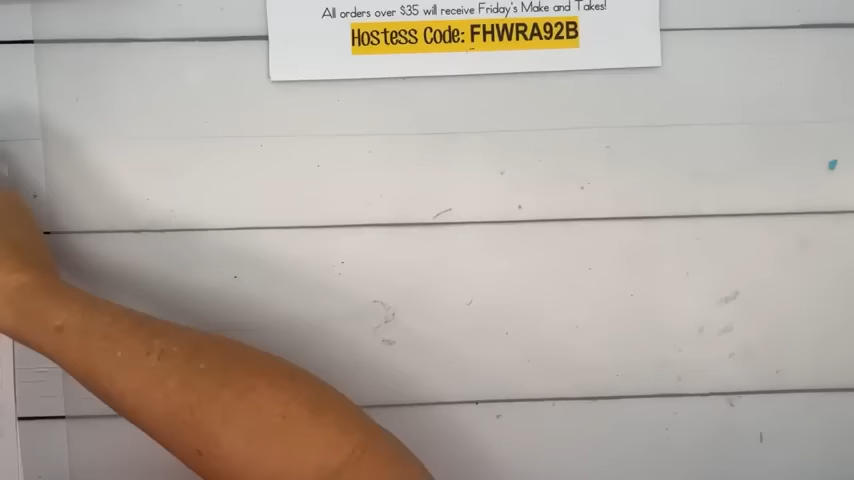 All orders over $35 will receive Friday's Make and Takes!
Hostess Code: FHWRA92B